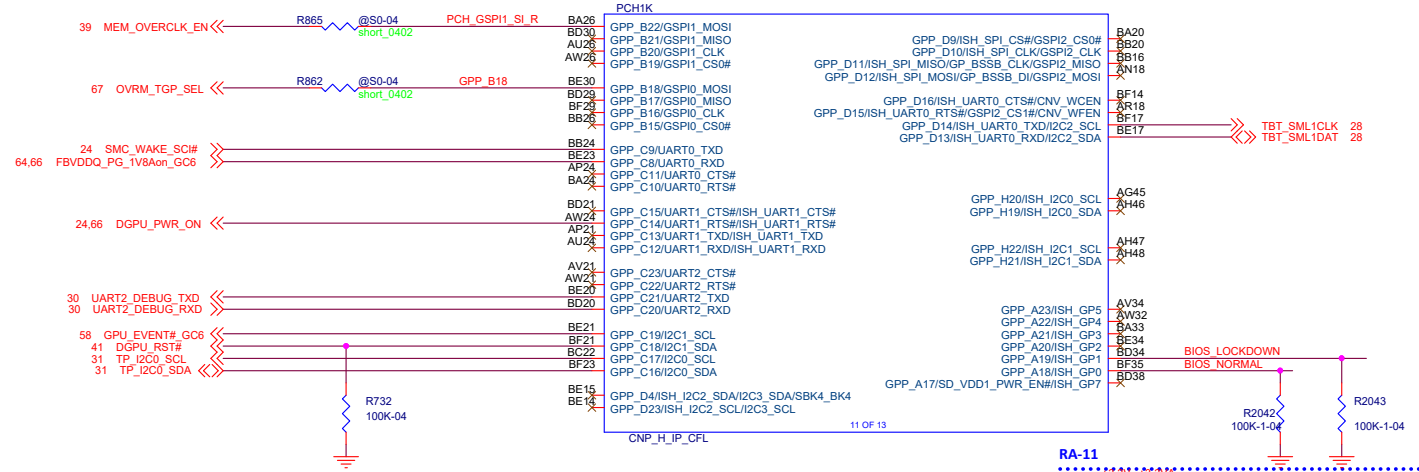 PCH1K
39 MEM_OVERCLK_EN
R865
@S0-04
short_0402
PCH_GSPI1_SI_R
BA26 GPP_B22/GSPI1_MOSI
BD30 GPP_B21/GSPI1_MISO
AU26 GPP_B20/GSPI1_CLK
AW26 GPP_B19/GSPI1_CS0#
67 OVRM_TGP_SEL
R862
@S0-04
short_0402
GPP_B18
BE30 GPP_B18/GSPI0_MOSI
BD29 GPP_B17/GSPI0_MISO
BF29 GPP_B16/GSPI0_CLK
BB26 GPP_B15/GSPI0_CS0#
24 SMC_WAKE_SCI# BB24 GPP_C9/UART0_TXD
64,66 FBVDDQ_PG_1V8Aon_GC6 BE23 GPP_C8/UART0_RXD
AP24 GPP_C11/UART0_CTS#
BA24 GPP_C10/UART0_RTS#
BD21 GPP_C15/UART1_CTS#/ISH_UART1_CTS#
24,66 DGPU_PWR_ON AW24 GPP_C14/UART1_RTS#/ISH_UART1_RTS#
AP21 GPP_C13/UART1_TXD/ISH_UART1_TXD
AU24 GPP_C12/UART1_RXD/ISH_UART1_RXD
AV21 GPP_C23/UART2_CTS#
AW21 GPP_C22/UART2_RTS#
30 UART2_DEBUG_TXD BE20 GPP_C21/UART2_TXD
30 UART2_DEBUG_RXD BD20 GPP_C20/UART2_RXD
58 GPU_EVENT#_GC6 BE21 GPP_C19/I2C1_SCL
41 DGPU_RST# BF21 GPP_C18/I2C1_SDA
31 TP_I2C0_SCL BC22 GPP_C17/I2C0_SCL
31 TP_I2C0_SDA BF23 GPP_C16/I2C0_SDA
R732
100K-04
BE15 GPP_D4/ISH_I2C2_SDA/I2C3_SDA/SBK4_BK4
BE14 GPP_D23/ISH_I2C2_SCL/I2C3_SCL
GPP_D9/ISH_SPI_CS#/GSPI2_CS0# BA20
GPP_D10/ISH_SPI_CLK/GSPI2_CLK BB20
GPP_D11/ISH_SPI_MISO/GP_BSSB_CLK/GSPI2_MISO BB16
GPP_D12/ISH_SPI_MOSI/GP_BSSB_DI/GSPI2_MOSI AN18
GPP_D16/ISH_UART0_CTS#/CNV_WCEN BF14
GPP_D15/ISH_UART0_RTS#/GSPI2_CS1#/CNV_WFEN AR18
GPP_D14/ISH_UART0_TXD/I2C2_SCL BF17 TBT_SML1CLK 28
GPP_D13/ISH_UART0_RXD/I2C2_SDA BE17 TBT_SML1DAT 28
GPP_H20/ISH_I2C0_SCL AG45
GPP_H19/ISH_I2C0_SDA AH46
GPP_H22/ISH_I2C1_SCL AH47
GPP_H21/ISH_I2C1_SDA AH48
GPP_A23/ISH_GP5 AV34
GPP_A22/ISH_GP4 AW32
GPP_A21/ISH_GP3 BA33
GPP_A20/ISH_GP2 BE34
GPP_A19/ISH_GP1 BD34 BIOS_LOCKDOWN
GPP_A18/ISH_GP0 BF35 BIOS_NORMAL
GPP_A17/SD_VDD1_PWR_EN#/ISH_GP7 BD38
R2042
100K-1-04
R2043
100K-1-04
11 OF 13
CNP_H_IP_CFL
RA-11